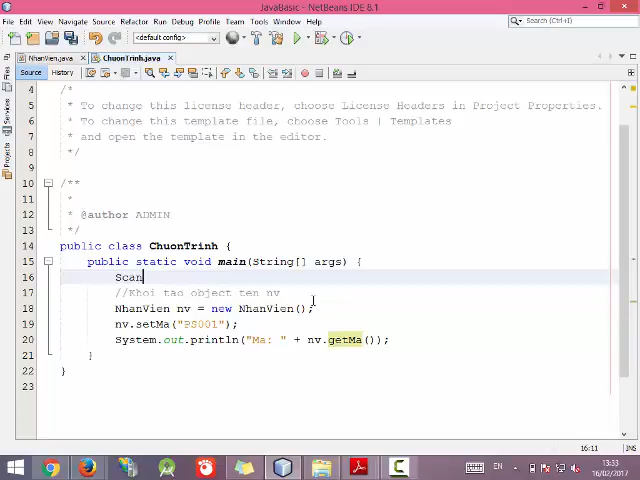 JavaBasic - NetBeans IDE 8.1
File Edit View Navigate Source Refactor Run Debug Profile Team Tools Window Help
Search (Ctrl+I)
<default config>
NhanVien.java ChuonTrinh.java
Source History
Files
Services
Projects
4 /*
5 * To change this license header, choose License Headers in Project Properties.
6 * To change this template file, choose Tools | Templates
7 * and open the template in the editor.
8 */
9
10 /**
11 *
12 * @author ADMIN
13 */
14 public class ChuonTrinh {
15 public static void main(String[] args) {
16 Scan
17 //Khoi tao object ten nv
18 NhanVien nv = new NhanVien();
19 nv.setMa("PS001");
20 System.out.println("Ma: " + nv.getMa());
21 }
22 }
23
16:11 INS
EN 13:33
16/02/2017